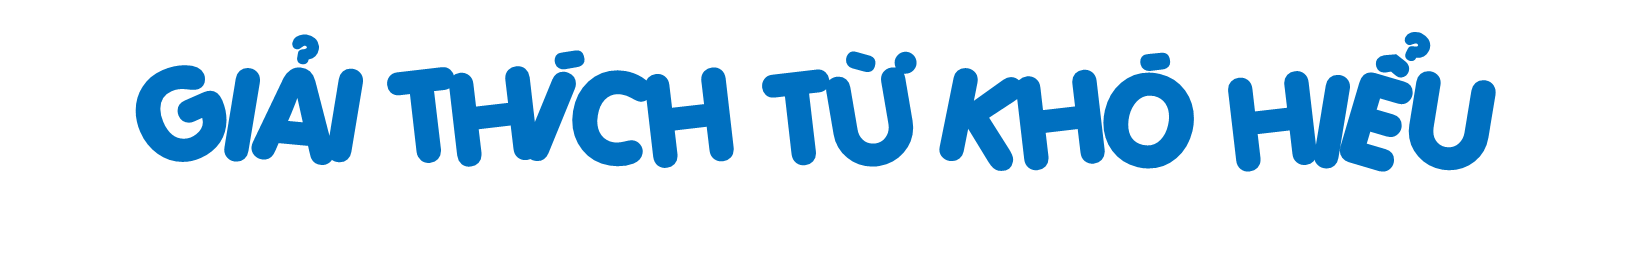 GIẢI THÍCH TỪ KHÓ HIỂU